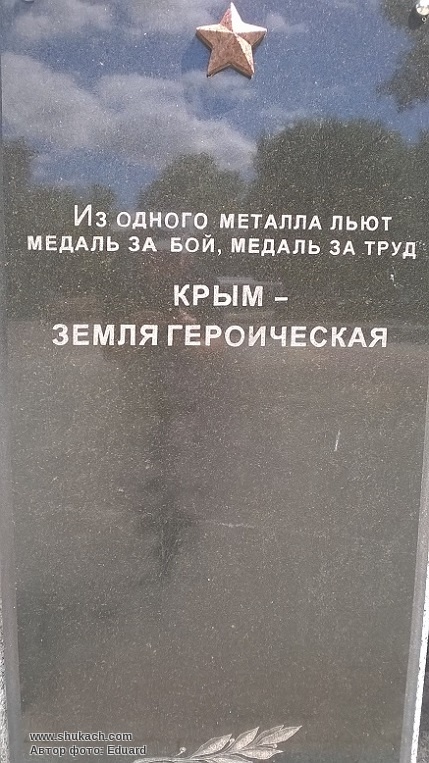 Из одного металла льют
медаль за бой, медаль за труд
КРЫМ –
ЗЕМЛЯ ГЕРОИЧЕСКАЯ
www.shukach.com
Автор фото: Eduard